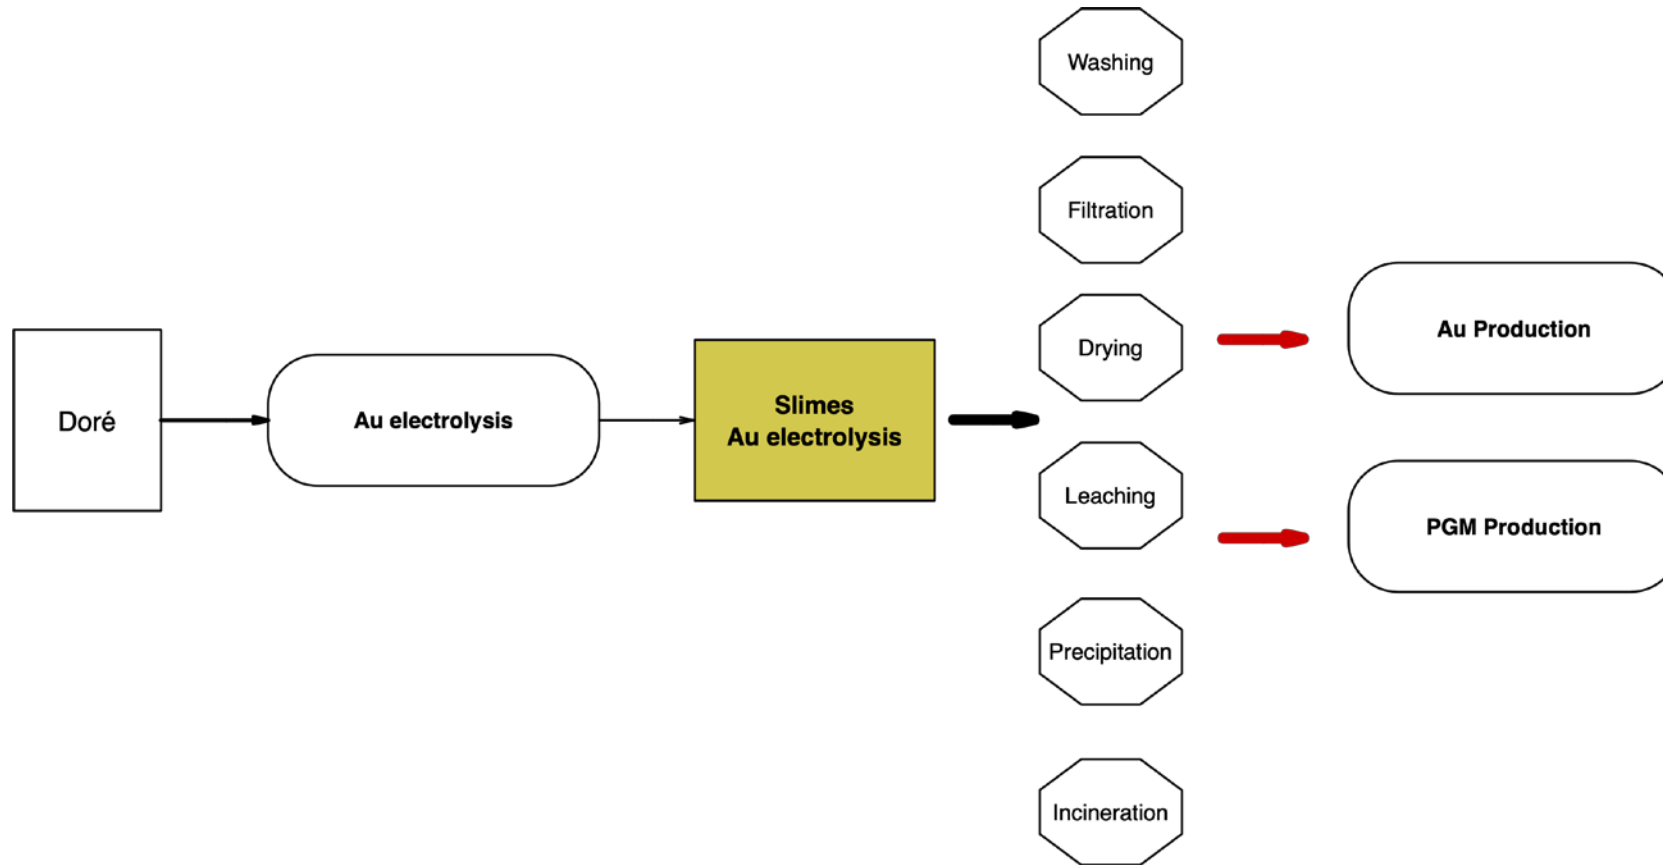 Doré
Au electrolysis
Slimes
Au electrolysis
Washing
Filtration
Drying
Leaching
Precipitation
Incineration
Au Production
PGM Production